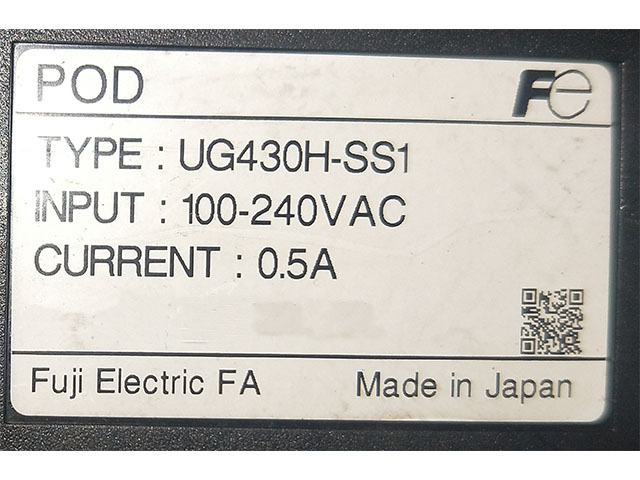 POD
Fe
TYPE : UG430H-SS1
INPUT : 100-240VAC
CURRENT : 0.5A
Fuji Electric FA
Made in Japan